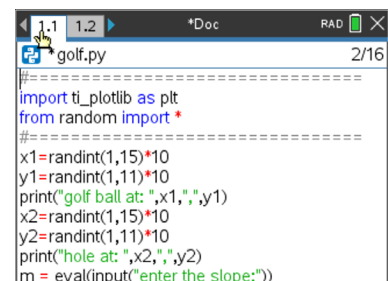 1.1 1.2 *Doc RAD
*golf.py 2/16
#================================
import ti_plotlib as plt
from random import *
#================================
x1=randint(1,15)*10
y1=randint(1,11)*10
print("golf ball at: ",x1,",",y1)
x2=randint(1,15)*10
y2=randint(1,11)*10
print("hole at: ",x2,",",y2)
m = eval(input("enter the slope:"))